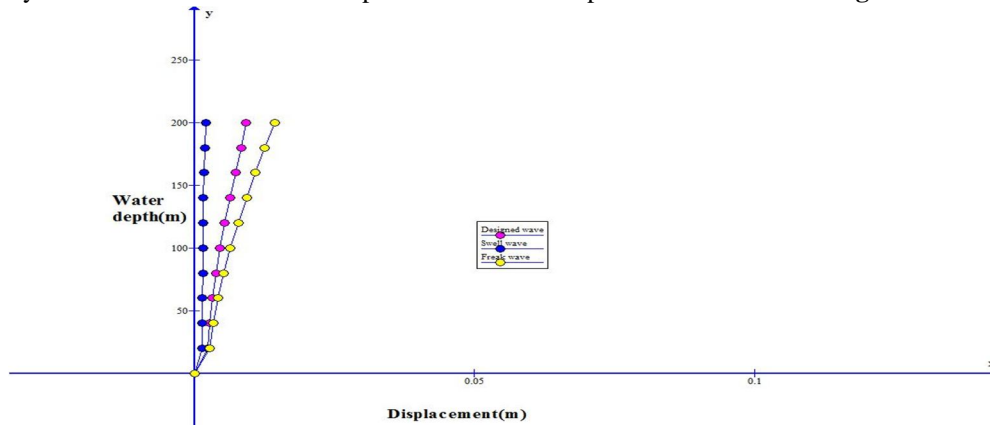 y
250
200
150
Water
depth(m)
100
50
Designed wave
Swell wave
Freak wave
0.05
0.1
Displacement(m)